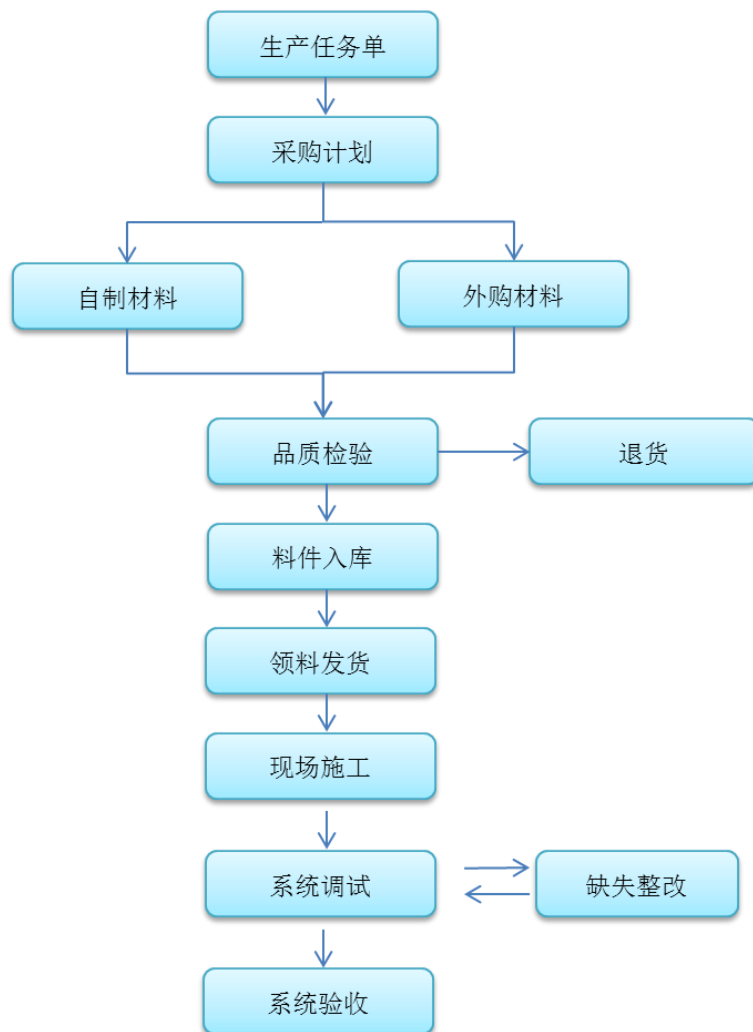 生产任务单
采购计划
自制材料
外购材料
品质检验
退货
料件入库
领料发货
现场施工
系统调试
缺失整改
系统验收